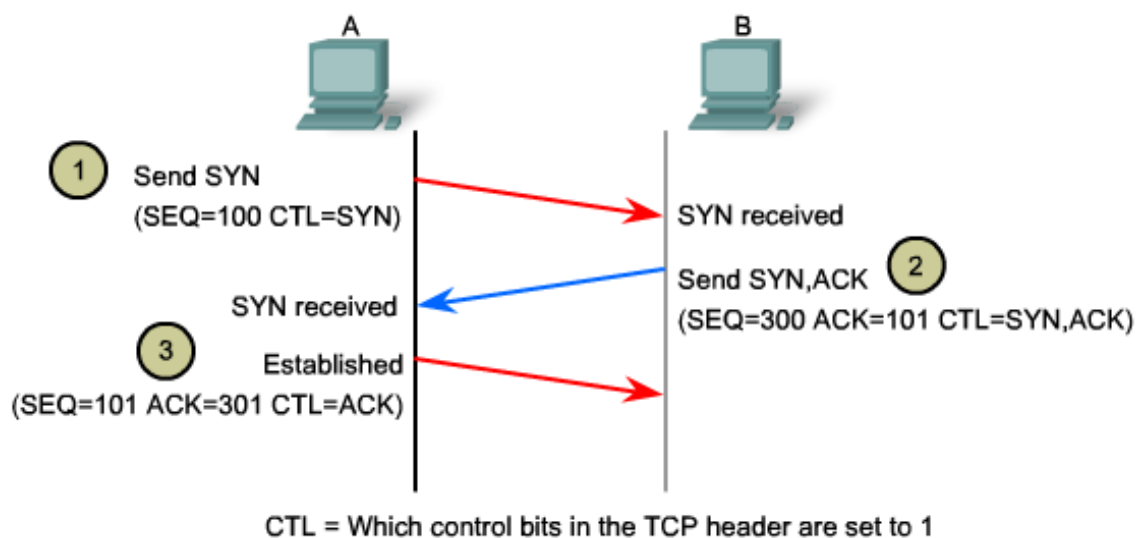 A
B
1
Send SYN
(SEQ=100 CTL=SYN)
SYN received
2
Send SYN,ACK
(SEQ=300 ACK=101 CTL=SYN,ACK)
SYN received
3
Established
(SEQ=101 ACK=301 CTL=ACK)
CTL = Which control bits in the TCP header are set to 1